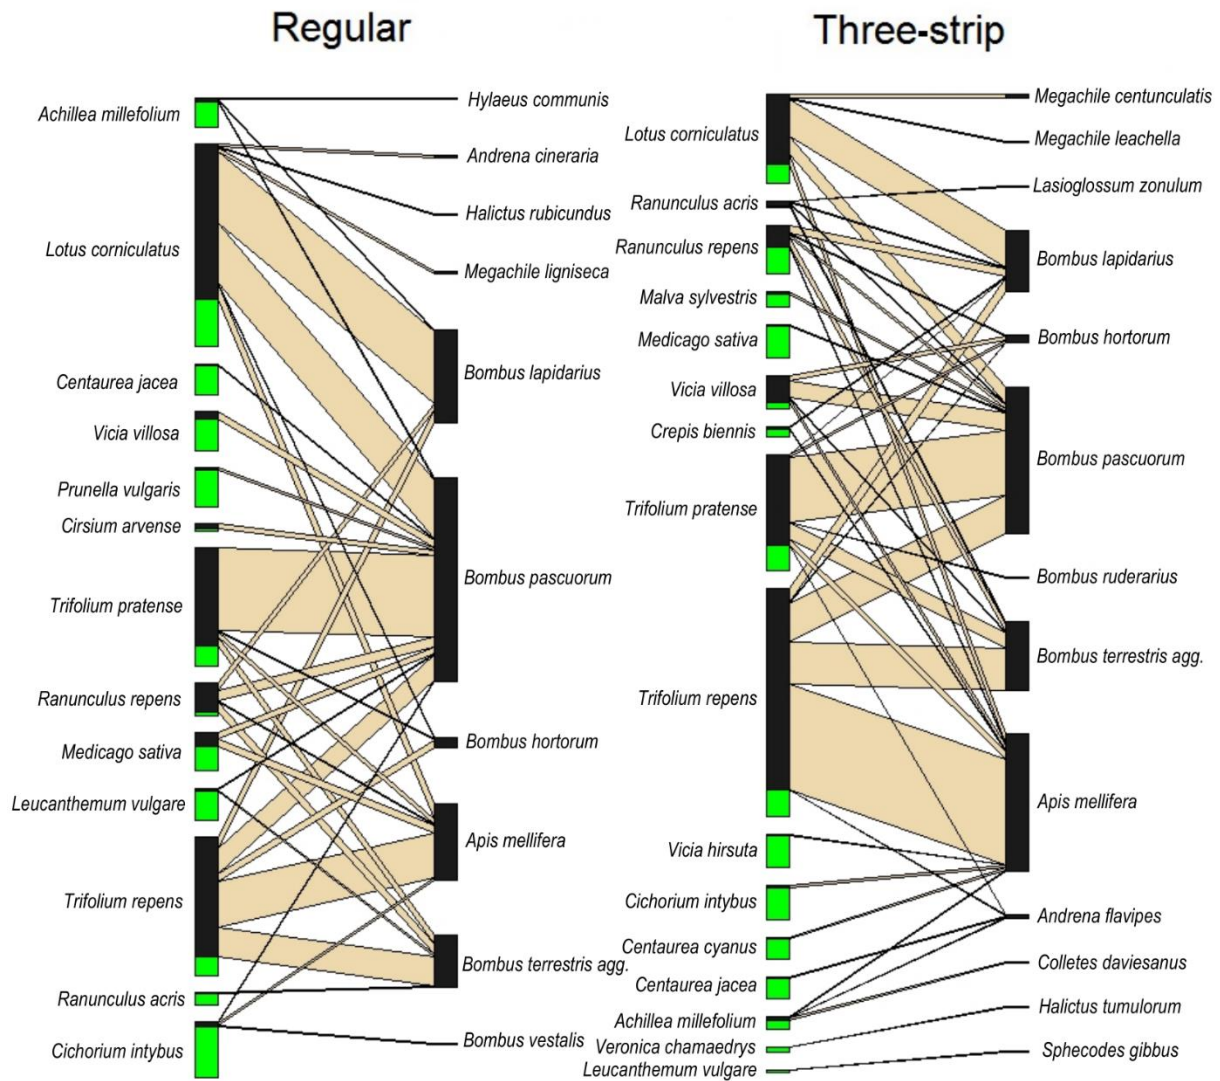 Regular
Three-strip
Achillea millefolium
Lotus corniculatus
Centaurea jacea
Vicia villosa
Prunella vulgaris
Cirsium arvense
Trifolium pratense
Ranunculus repens
Medicago sativa
Leucanthemum vulgare
Trifolium repens
Ranunculus acris
Cichorium intybus
Hylaeus communis
Andrena cineraria
Halictus rubicundus
Megachile ligniseca
Bombus lapidarius
Bombus pascuorum
Bombus hortorum
Apis mellifera
Bombus terrestris agg.
Bombus vestalis
Lotus corniculatus
Ranunculus acris
Ranunculus repens
Malva sylvestris
Medicago sativa
Vicia villosa
Crepis biennis
Trifolium pratense
Trifolium repens
Vicia hirsuta
Cichorium intybus
Centaurea cyanus
Centaurea jacea
Achillea millefolium
Veronica chamaedrys
Leucanthemum vulgare
Megachile centunculatis
Megachile leachella
Lasioglossum zonulum
Bombus lapidarius
Bombus hortorum
Bombus pascuorum
Bombus ruderarius
Bombus terrestris agg.
Apis mellifera
Andrena flavipes
Colletes daviesanus
Halictus tumulorum
Sphecodes gibbus